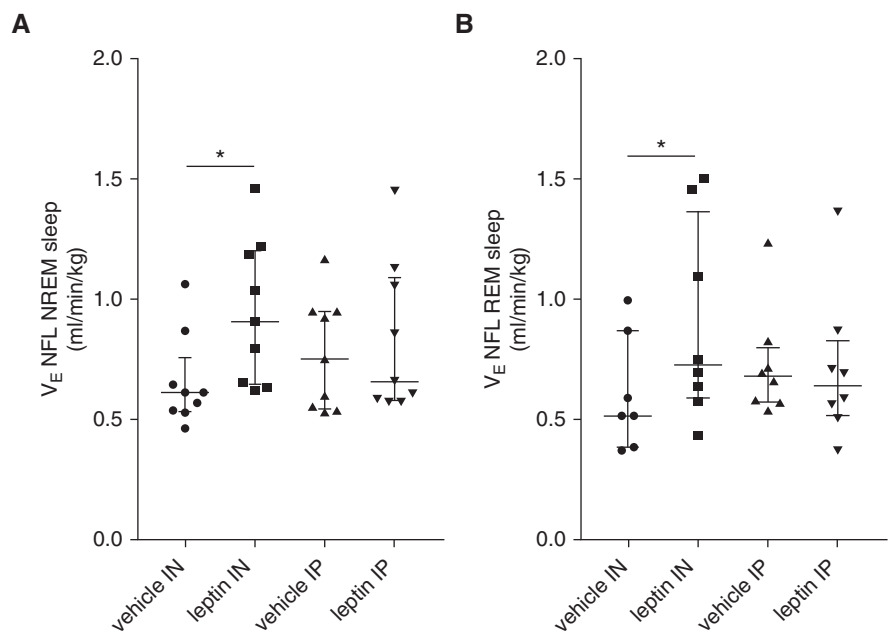 A
V_E NFL NREM sleep
(ml/min/kg)
2.0
1.5
1.0
0.5
0.0
*
vehicle IN
leptin IN
vehicle IP
leptin IP
B
V_E NFL REM sleep
(ml/min/kg)
2.0
1.5
1.0
0.5
0.0
*
vehicle IN
leptin IN
vehicle IP
leptin IP